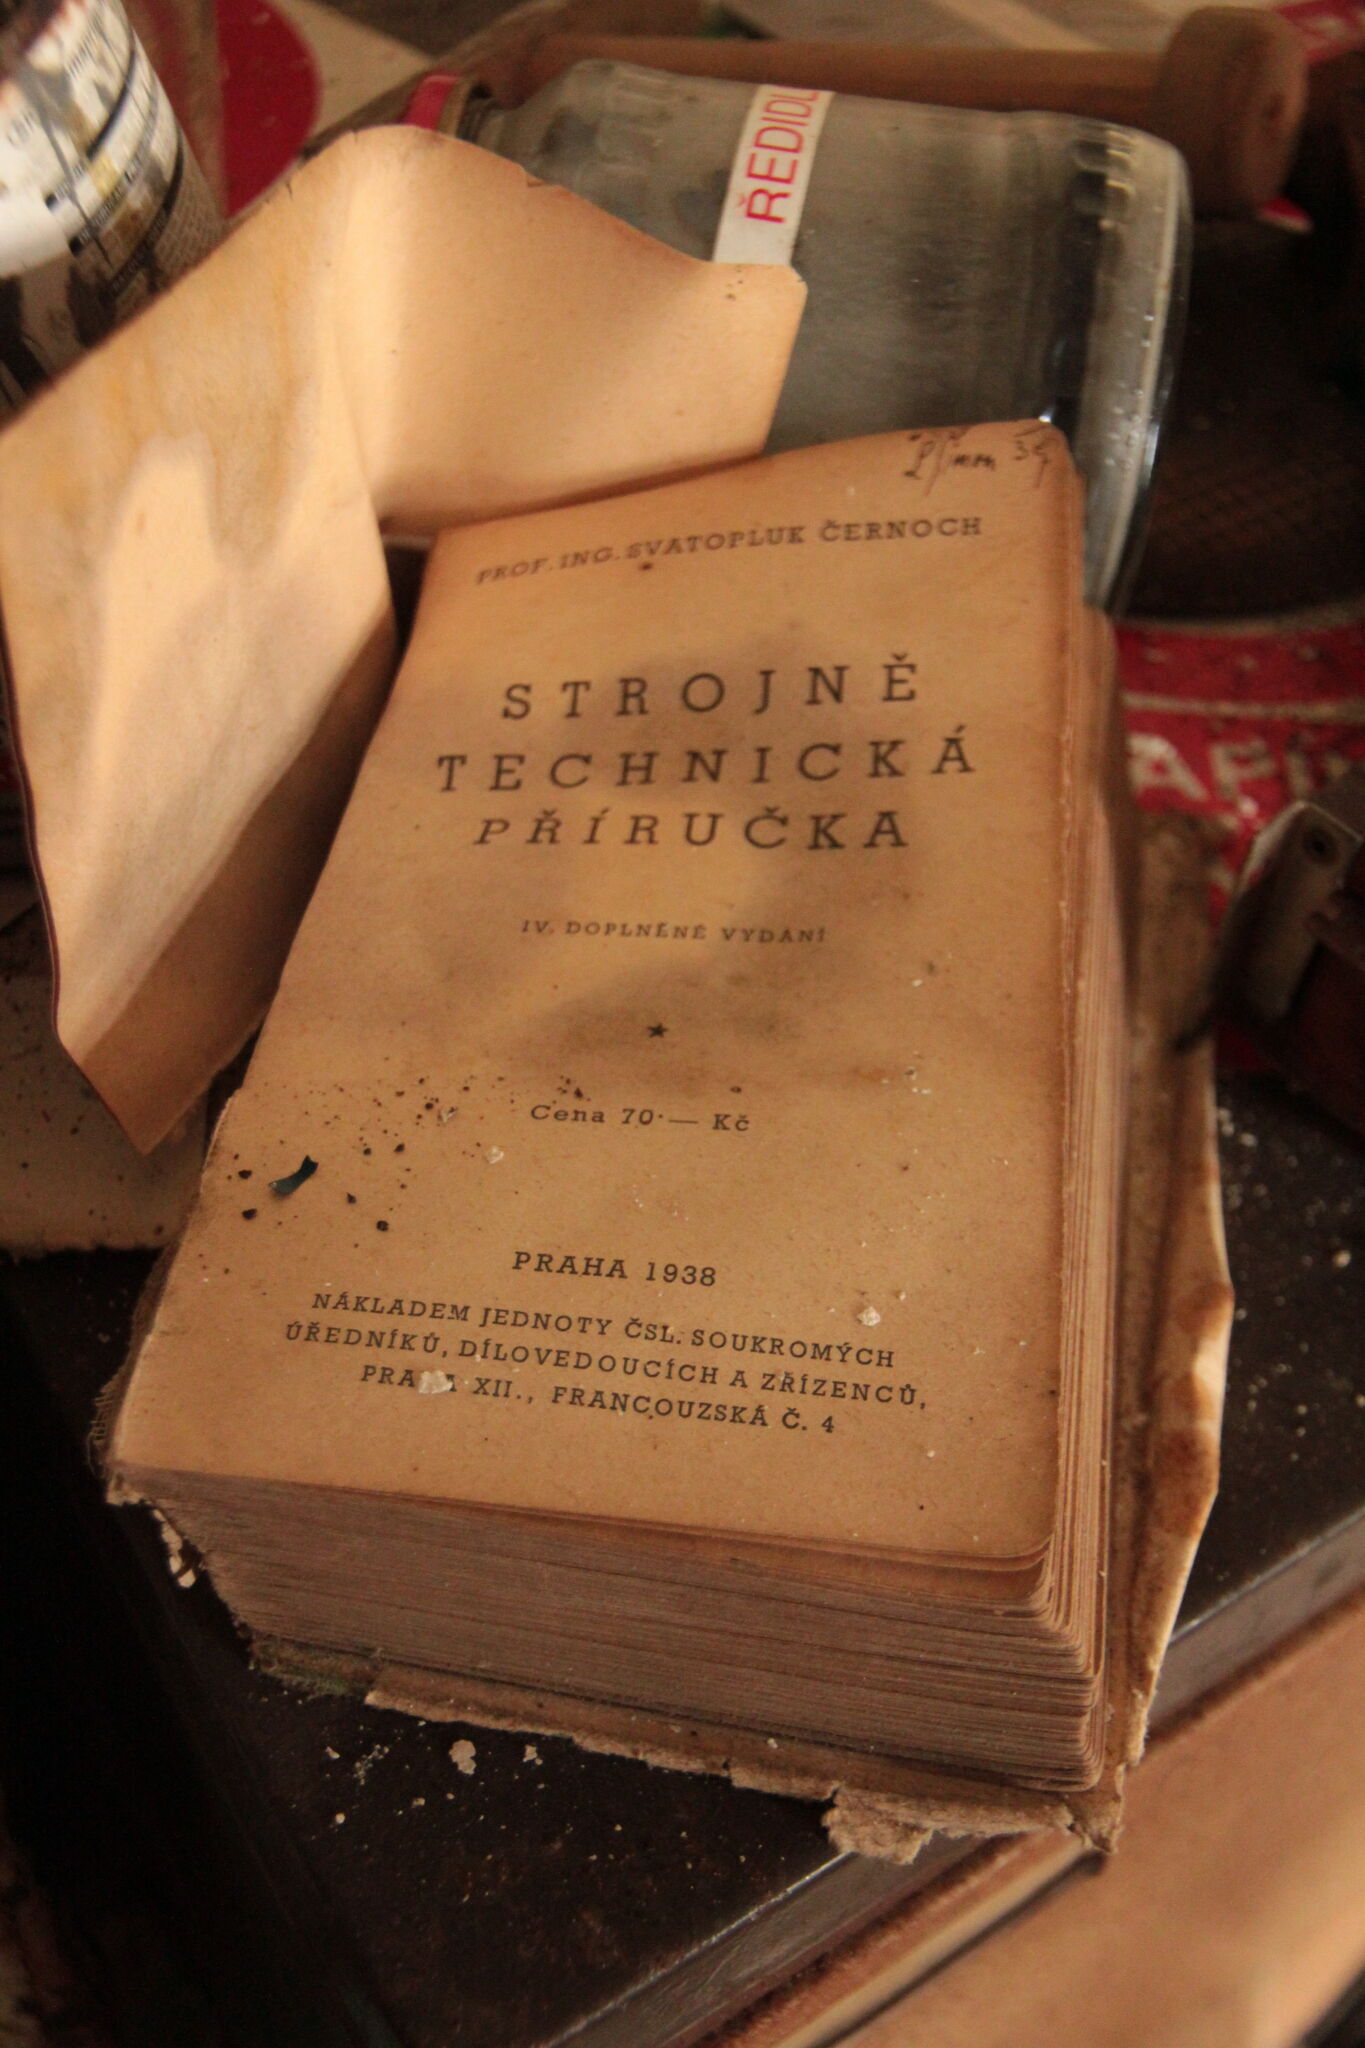 ŘEDIDL
PROF. ING. SVATOPLUK ČERNOCH
STROJNĚ
TECHNICKÁ
PŘÍRUČKA
IV. DOPLNĚNÉ VYDÁNÍ
Cena 70·— Kč
PRAHA 1938
NÁKLADEM JEDNOTY ČSL. SOUKROMÝCH
ÚŘEDNÍKŮ, DÍLOVEDOUCÍCH A ZŘÍZENCŮ,
PRAHA XII., FRANCOUZSKÁ Č. 4